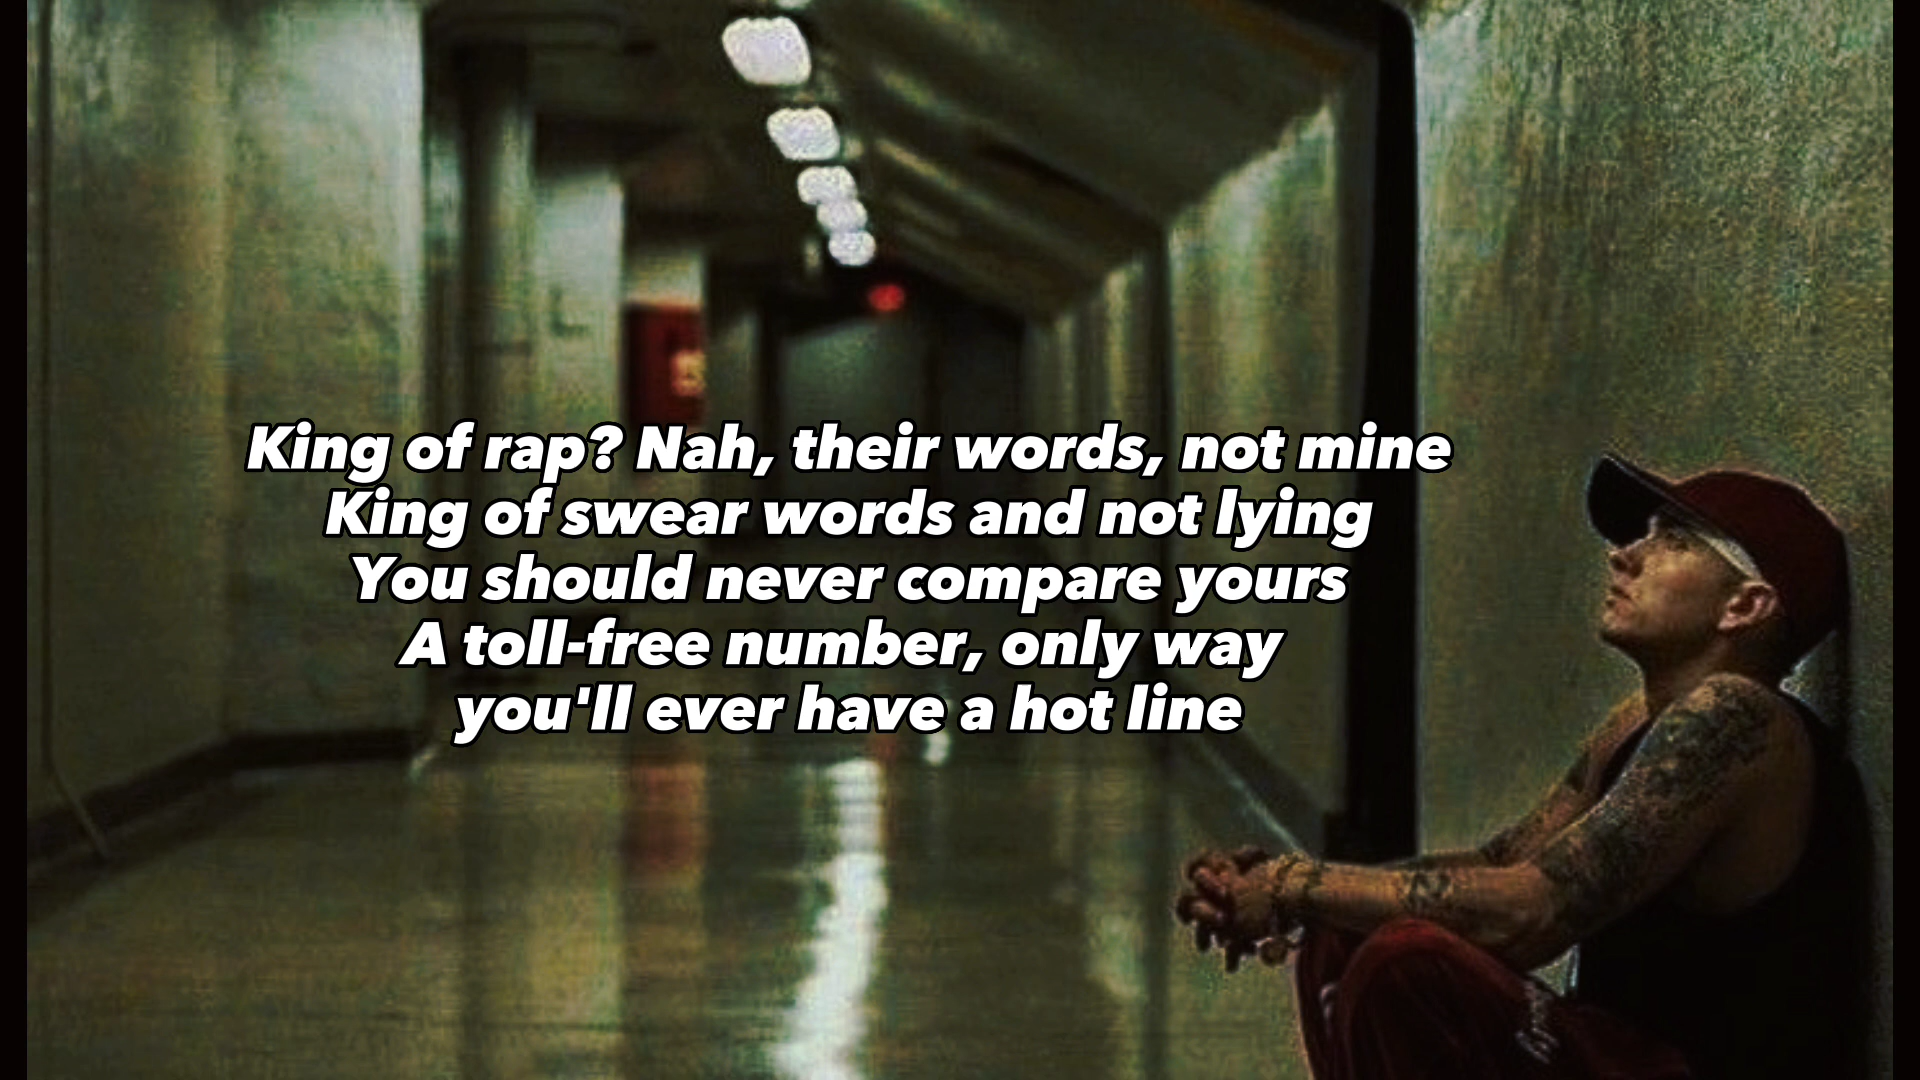 King of rap? Nah, their words, not mine
King of swear words and not lying
You should never compare yours
A toll-free number, only way
you'll ever have a hot line